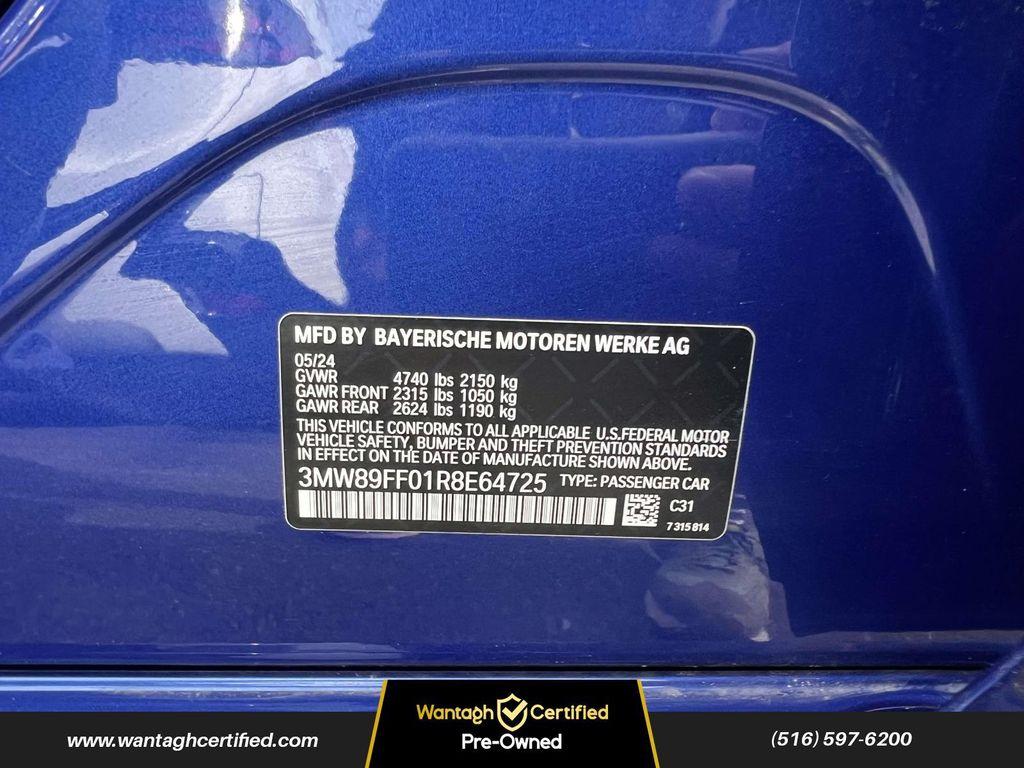 MFD BY BAYERISCHE MOTOREN WERKE AG
05/24
GVWR 4740 lbs 2150 kg
GAWR FRONT 2315 lbs 1050 kg
GAWR REAR 2624 lbs 1190 kg
THIS VEHICLE CONFORMS TO ALL APPLICABLE U.S.FEDERAL MOTOR
VEHICLE SAFETY, BUMPER AND THEFT PREVENTION STANDARDS
IN EFFECT ON THE DATE OF MANUFACTURE SHOWN ABOVE.
3MW89FF01R8E64725 TYPE: PASSENGER CAR
C31
7315814
Wantagh Certified
Pre-Owned
www.wantaghcertified.com
(516) 597-6200